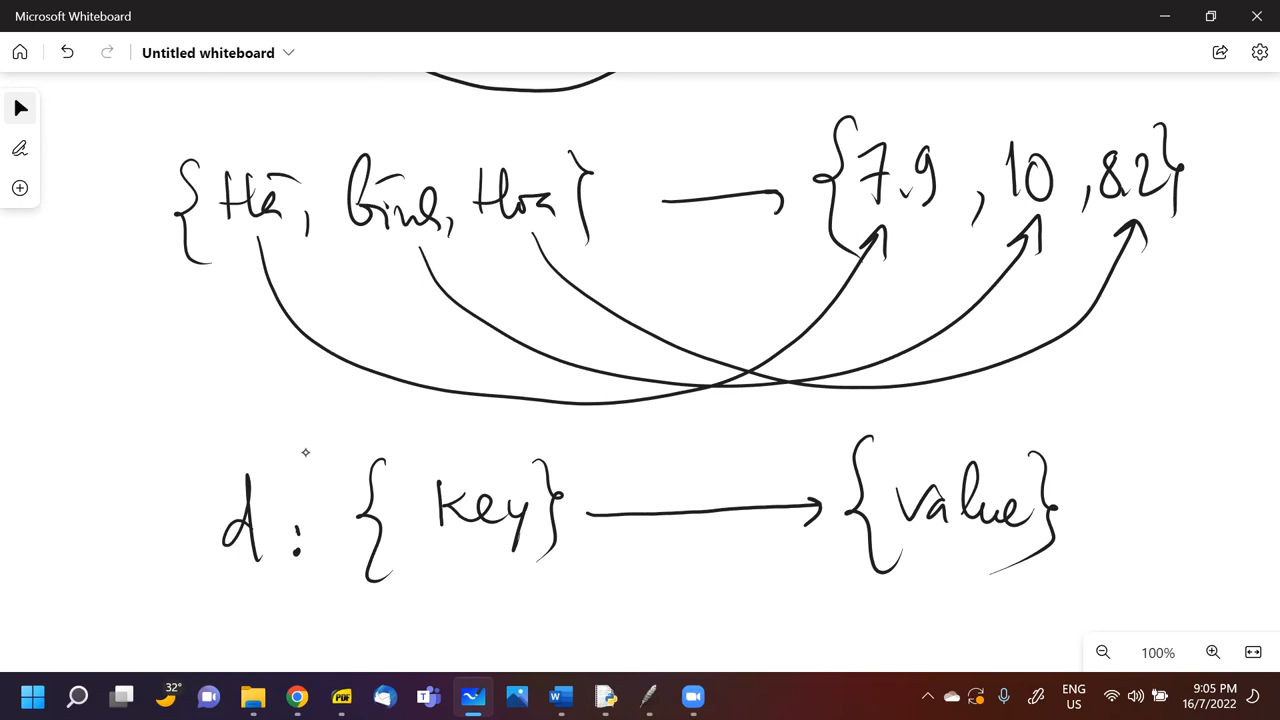 Microsoft Whiteboard
Untitled whiteboard
{Hà, bình, Hoa} → {7.9, 10, 8.2}
d: {key} → {value}
100%
32°
ENG
US
9:05 PM
16/7/2022